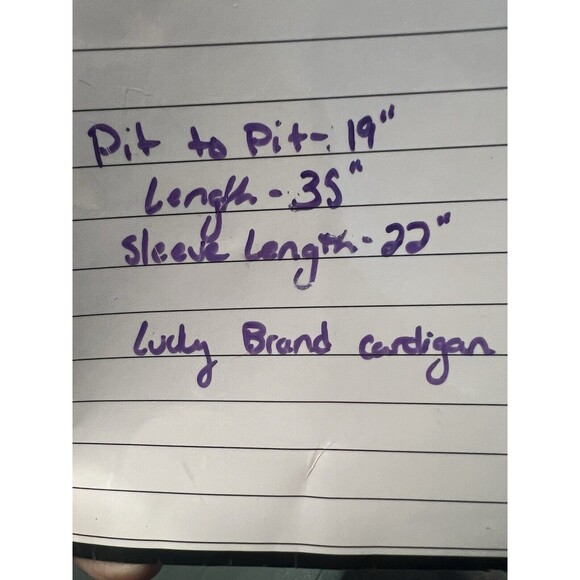 Pit to Pit-19"
Length-35"
Sleeve Length-22"
Lucky Brand cardigan